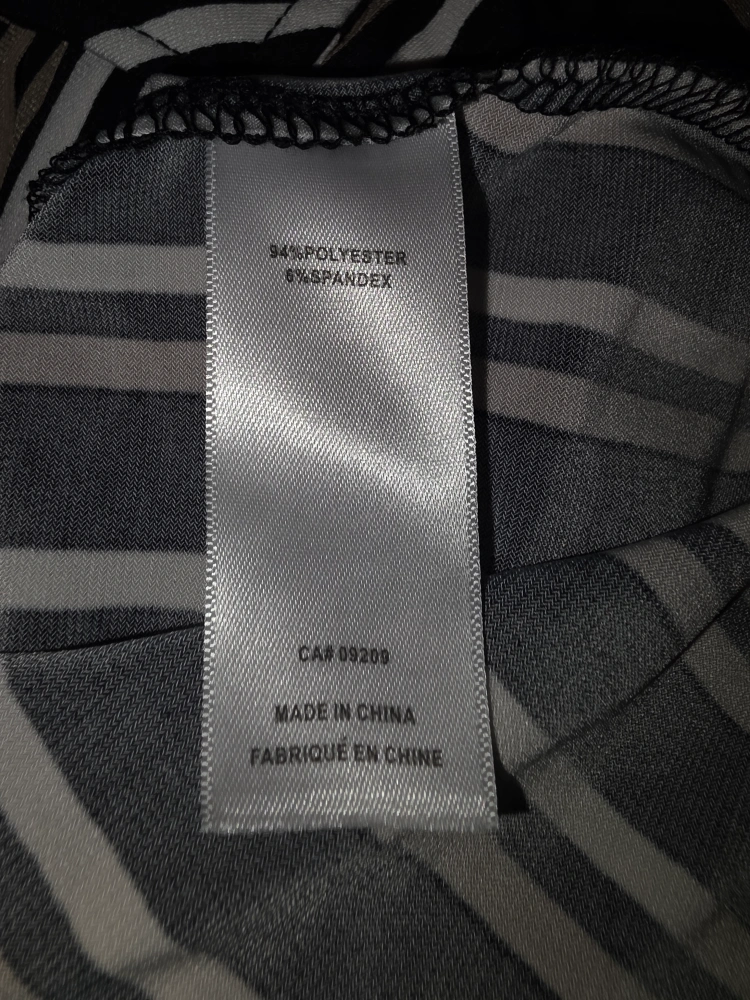 94%POLYESTER
6%SPANDEX
CA# 09209
MADE IN CHINA
FABRIQUÉ EN CHINE